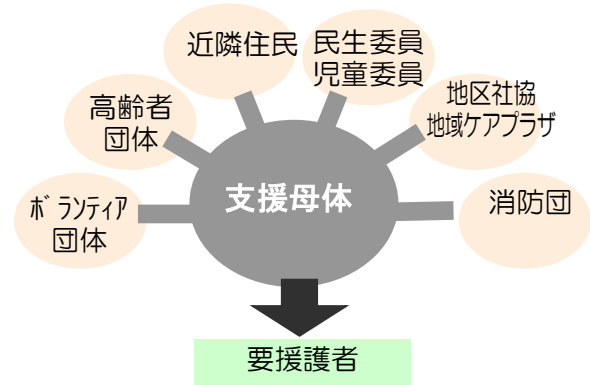 近隣住民
民生委員
児童委員
高齢者
団体
地区社協
地域ケアプラザ
ﾎﾞﾗﾝﾃｨｱ
団体
支援母体
消防団
要援護者